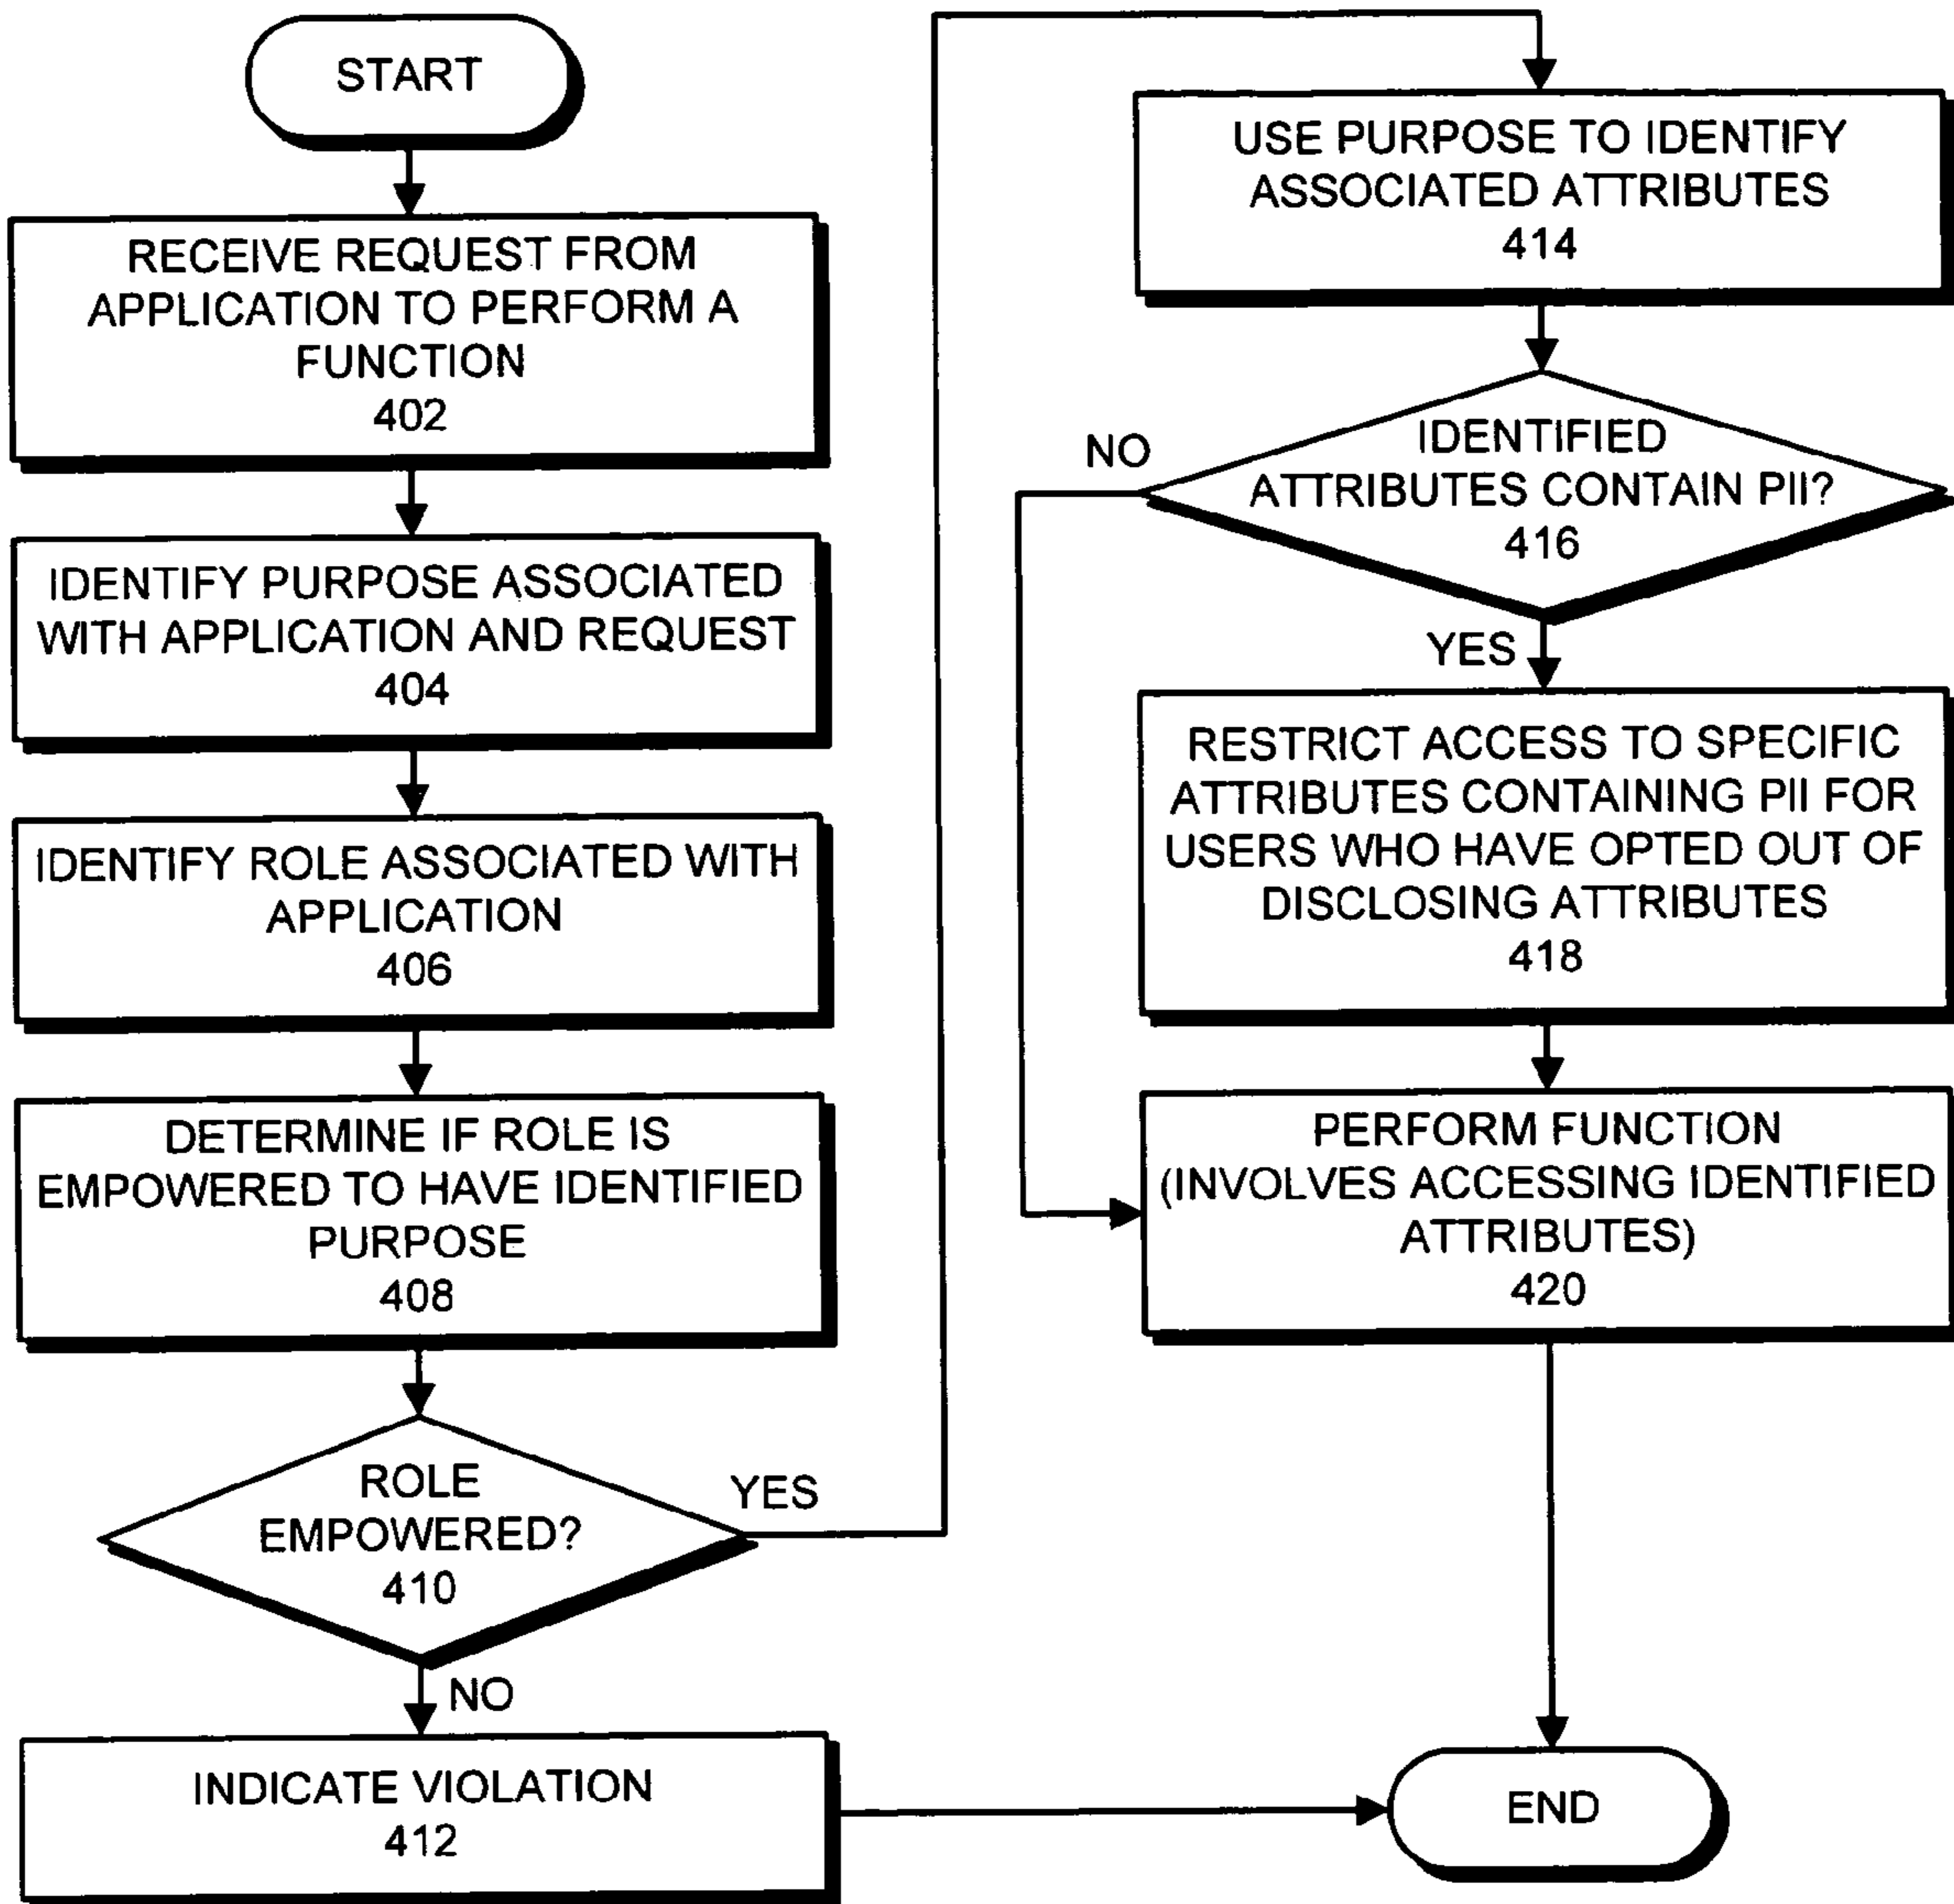 START
RECEIVE REQUEST FROM
APPLICATION TO PERFORM A
FUNCTION
402
IDENTIFY PURPOSE ASSOCIATED
WITH APPLICATION AND REQUEST
404
IDENTIFY ROLE ASSOCIATED WITH
APPLICATION
406
DETERMINE IF ROLE IS
EMPOWERED TO HAVE IDENTIFIED
PURPOSE
408
ROLE
EMPOWERED?
410
YES
NO
INDICATE VIOLATION
412
USE PURPOSE TO IDENTIFY
ASSOCIATED ATTRIBUTES
414
IDENTIFIED
ATTRIBUTES CONTAIN PII?
416
NO
YES
RESTRICT ACCESS TO SPECIFIC
ATTRIBUTES CONTAINING PII FOR
USERS WHO HAVE OPTED OUT OF
DISCLOSING ATTRIBUTES
418
PERFORM FUNCTION
(INVOLVES ACCESSING IDENTIFIED
ATTRIBUTES)
420
END